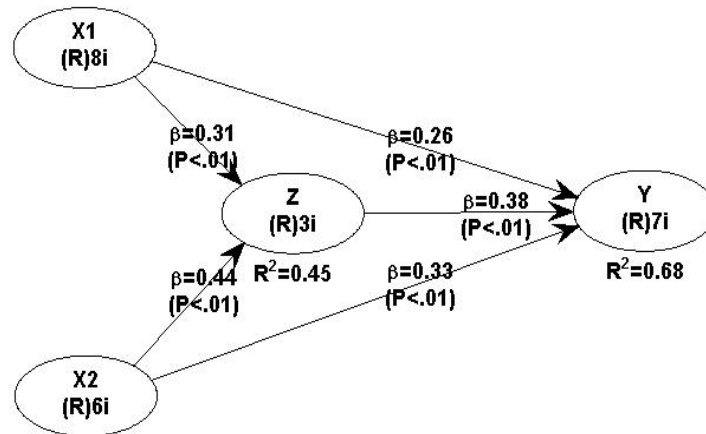 X1
(R)8i
β=0.31
(P<.01)
β=0.26
(P<.01)
Z
(R)3i
R²=0.45
β=0.38
(P<.01)
Y
(R)7i
R²=0.68
β=0.44
(P<.01)
β=0.33
(P<.01)
X2
(R)6i